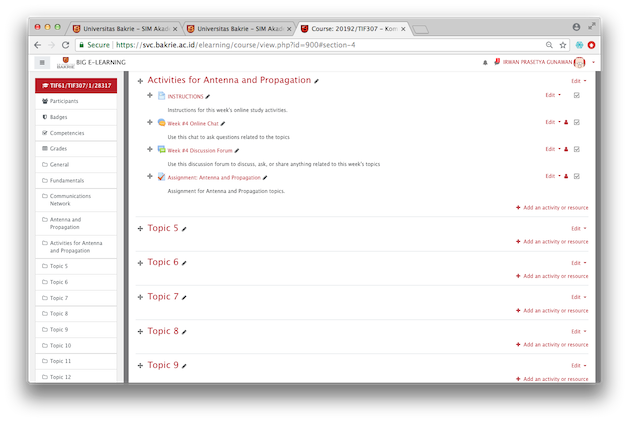 Universitas Bakrie – SIM Akad
Universitas Bakrie – SIM Akad
Course: 20192/TIF307 – Kom
Secure
https://svc.bakrie.ac.id/elearning/course/view.php?id=900#section-4
BAKRIE
BIG E-LEARNING
IRWAN PRASETYA GUNAWAN
TIF61/TIF307/1/28317
Participants
Badges
Competencies
Grades
General
Fundamentals
Communications
Network
Antenna and
Propagation
Activities for Antenna
and Propagation
Topic 5
Topic 6
Topic 7
Topic 8
Topic 9
Topic 10
Topic 11
Topic 12
Activities for Antenna and Propagation
Edit
INSTRUCTIONS
Edit
Instructions for this week's online study activities.
Week #4 Online Chat
Edit
Use this chat to ask questions related to the topics
Week #4 Discussion Forum
Edit
Use this discussion forum to discuss, ask, or share anything related to this week's topics
Assignment: Antenna and Propagation
Edit
Assignment for Antenna and Propagation topics.
Add an activity or resource
Topic 5
Edit
Add an activity or resource
Topic 6
Edit
Add an activity or resource
Topic 7
Edit
Add an activity or resource
Topic 8
Edit
Add an activity or resource
Topic 9
Edit
Add an activity or resource